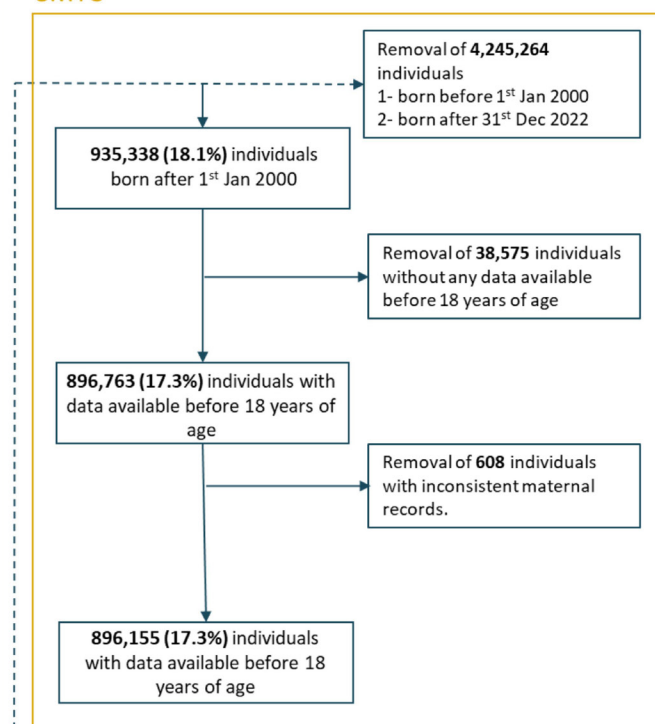 Removal of 4,245,264
individuals
1- born before 1st Jan 2000
2- born after 31st Dec 2022
935,338 (18.1%) individuals
born after 1st Jan 2000
Removal of 38,575 individuals
without any data available
before 18 years of age
896,763 (17.3%) individuals with
data available before 18 years of
age
Removal of 608 individuals
with inconsistent maternal
records.
896,155 (17.3%) individuals
with data available before 18
years of age